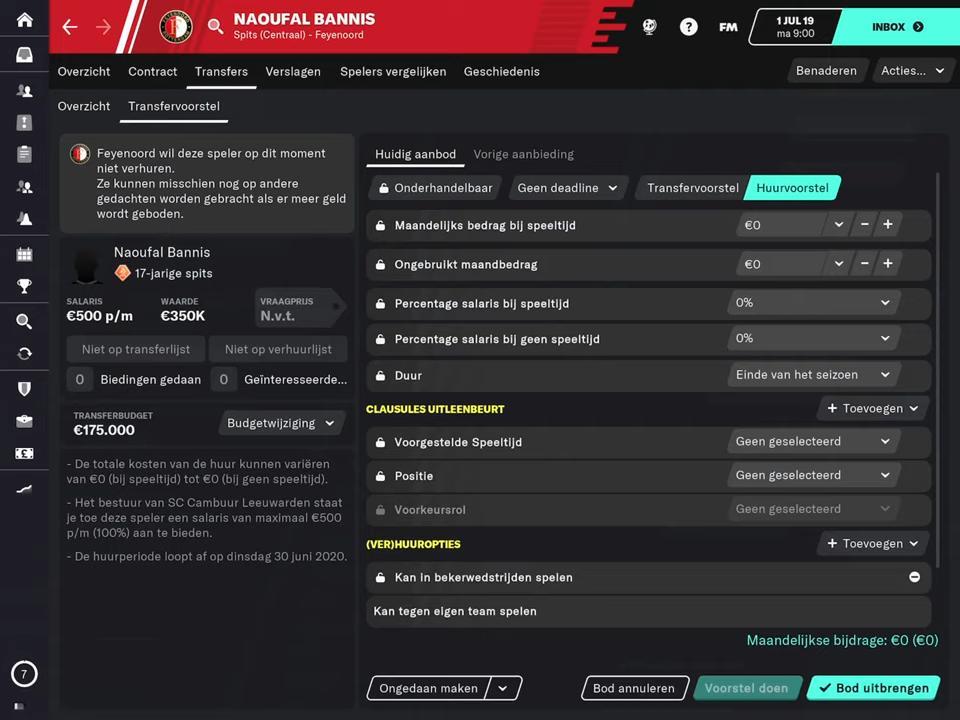 NAOUFAL BANNIS
Spits (Centraal) - Feyenoord
FM
1 JUL 19
ma 9:00
INBOX
Overzicht
Contract
Transfers
Verslagen
Spelers vergelijken
Geschiedenis
Benaderen
Acties...
Overzicht
Transfervoorstel
Feyenoord wil deze speler op dit moment
niet verhuren.
Ze kunnen misschien nog op andere
gedachten worden gebracht als er meer geld
wordt geboden.
Naoufal Bannis
17-jarige spits
SALARIS
€500 p/m
WAARDE
€350K
VRAAGPRIJS
N.v.t.
Niet op transferlijst
Niet op verhuurlijst
0 Biedingen gedaan
0 Geïnteresseerde...
TRANSFERBUDGET
€175.000
Budgetwijziging
- De totale kosten van de huur kunnen variëren
van €0 (bij speeltijd) tot €0 (bij geen speeltijd).
- Het bestuur van SC Cambuur Leeuwarden staat
je toe deze speler een salaris van maximaal €500
p/m (100%) aan te bieden.
- De huurperiode loopt af op dinsdag 30 juni 2020.
Huidig aanbod
Vorige aanbieding
Onderhandelbaar
Geen deadline
Transfervoorstel
Huurvoorstel
Maandelijks bedrag bij speeltijd
€0
Ongebruikt maandbedrag
€0
Percentage salaris bij speeltijd
0%
Percentage salaris bij geen speeltijd
0%
Duur
Einde van het seizoen
CLAUSULES UITLEENBEURT
+ Toevoegen
Voorgestelde Speeltijd
Geen geselecteerd
Positie
Geen geselecteerd
Voorkeursrol
Geen geselecteerd
(VER)HUUROPTIES
+ Toevoegen
Kan in bekerwedstrijden spelen
Kan tegen eigen team spelen
Maandelijkse bijdrage: €0 (€0)
7
Ongedaan maken
Bod annuleren
Voorstel doen
Bod uitbrengen